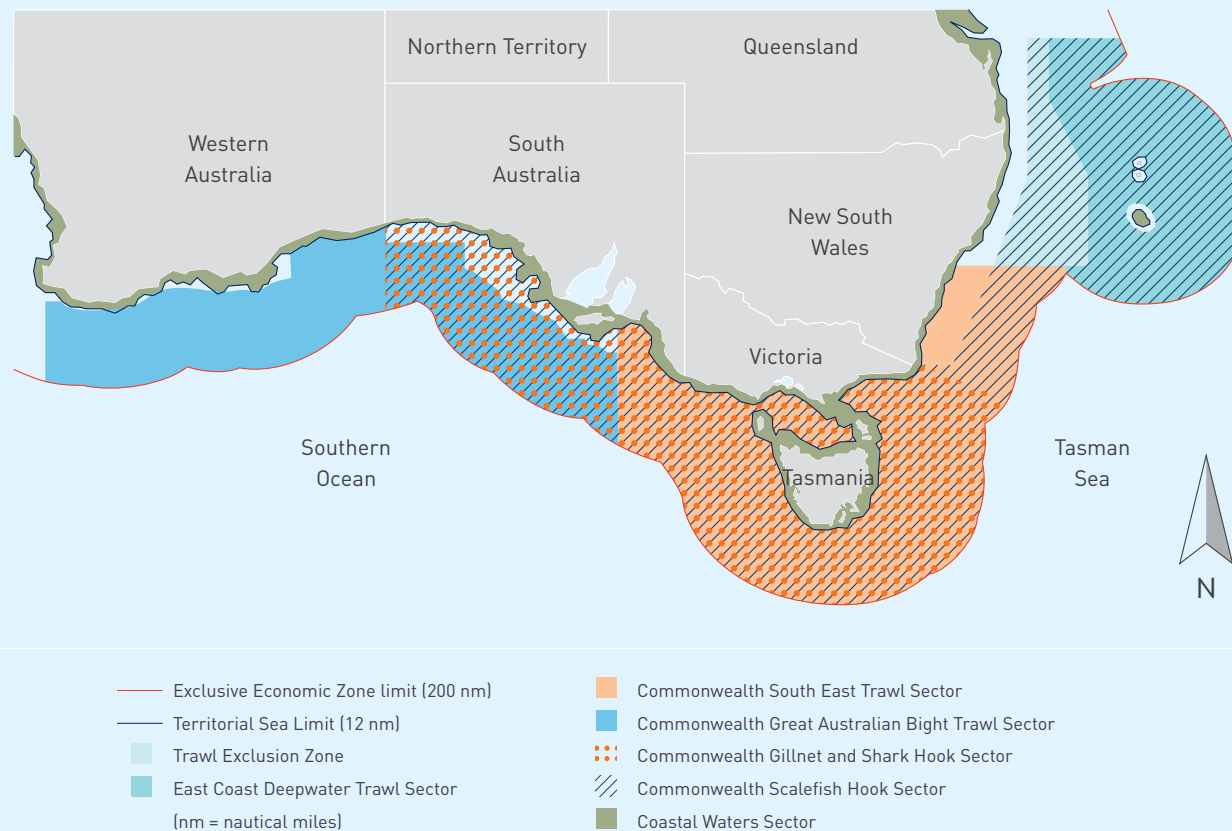 Northern Territory
Queensland
Western
Australia
South
Australia
New South
Wales
Victoria
Southern
Ocean
Tasmania
Tasman
Sea
N
Exclusive Economic Zone limit (200 nm)
Territorial Sea Limit (12 nm)
Trawl Exclusion Zone
East Coast Deepwater Trawl Sector
(nm = nautical miles)
Commonwealth South East Trawl Sector
Commonwealth Great Australian Bight Trawl Sector
Commonwealth Gillnet and Shark Hook Sector
Commonwealth Scalefish Hook Sector
Coastal Waters Sector